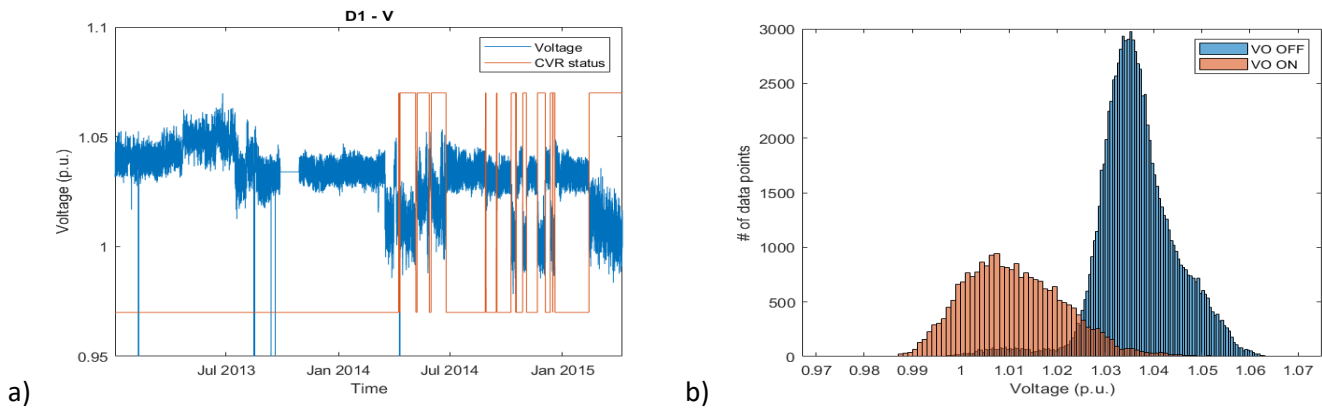 D1 - V
1.1
1.05
1
0.95
Voltage (p.u.)
Voltage
CVR status
Jul 2013
Jan 2014
Jul 2014
Jan 2015
Time
a)
3000
2500
2000
1500
1000
500
0
# of data points
VO OFF
VO ON
0.97 0.98 0.99 1 1.01 1.02 1.03 1.04 1.05 1.06 1.07
Voltage (p.u.)
b)